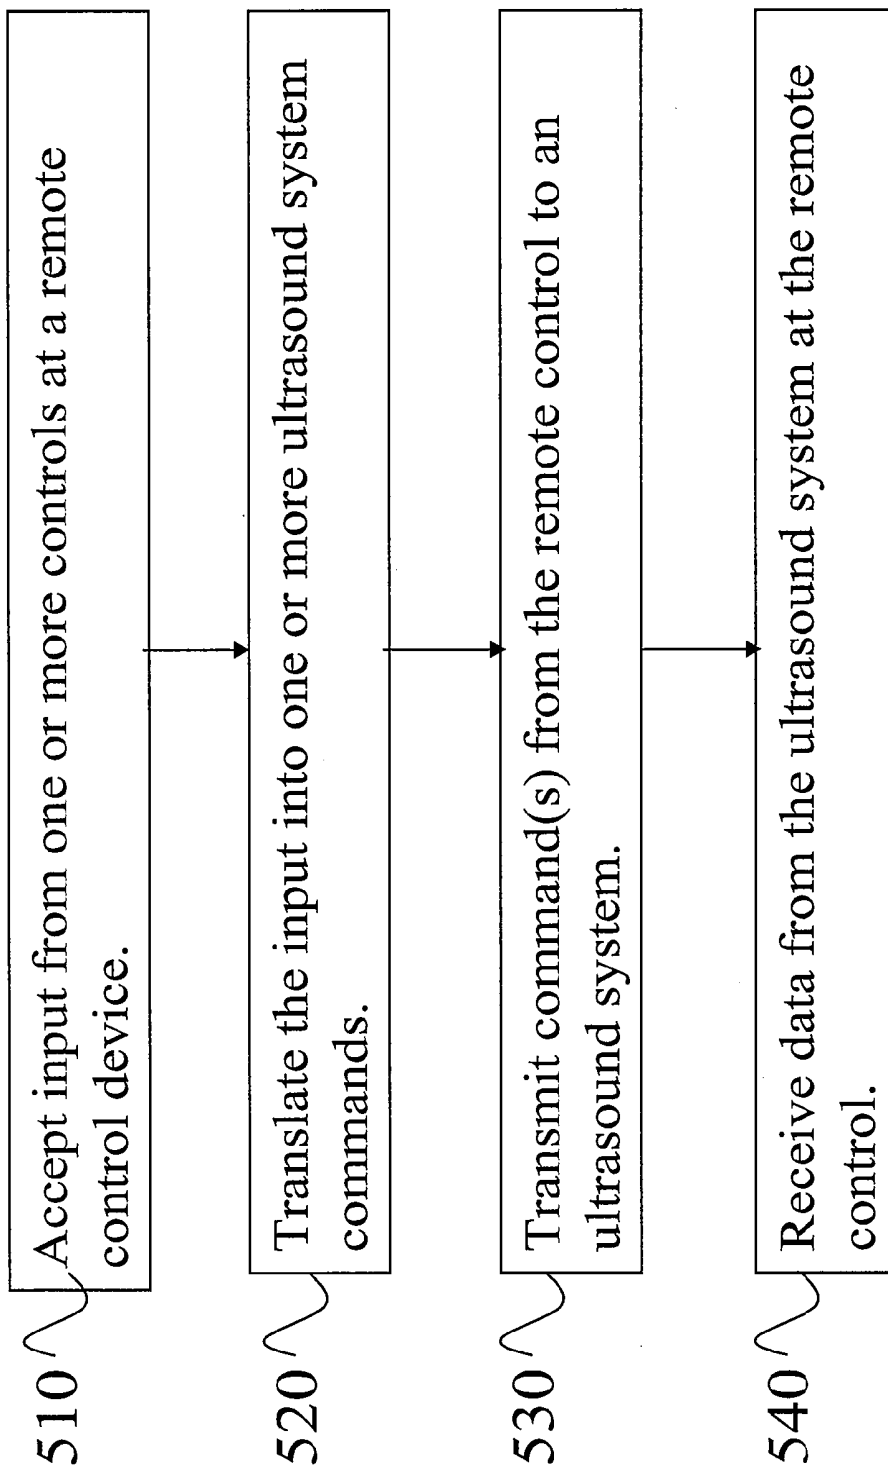 510
Accept input from one or more controls at a remote
control device.
520
Translate the input into one or more ultrasound system
commands.
530
Transmit command(s) from the remote control to an
ultrasound system.
540
Receive data from the ultrasound system at the remote
control.